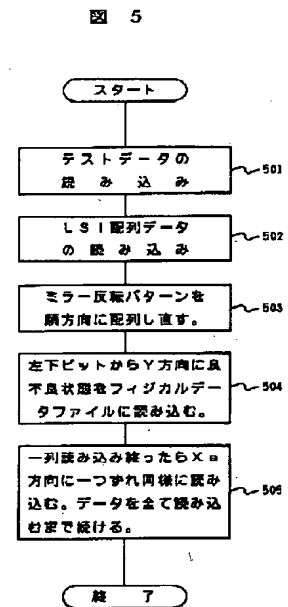 図 5
スタート
テストデータの
読み込み
501
LSI配列データ
の読み込み
502
ミラー反転パターンを
順方向に配列し直す。
503
左下ビットからY方向に良
不良状態をフィジカルデー
タファイルに読み込む。
504
一列読み込み終ったらX
方向に一つずれ同様に読み
込む。データを全て読み込
むまで続ける。
505
終了